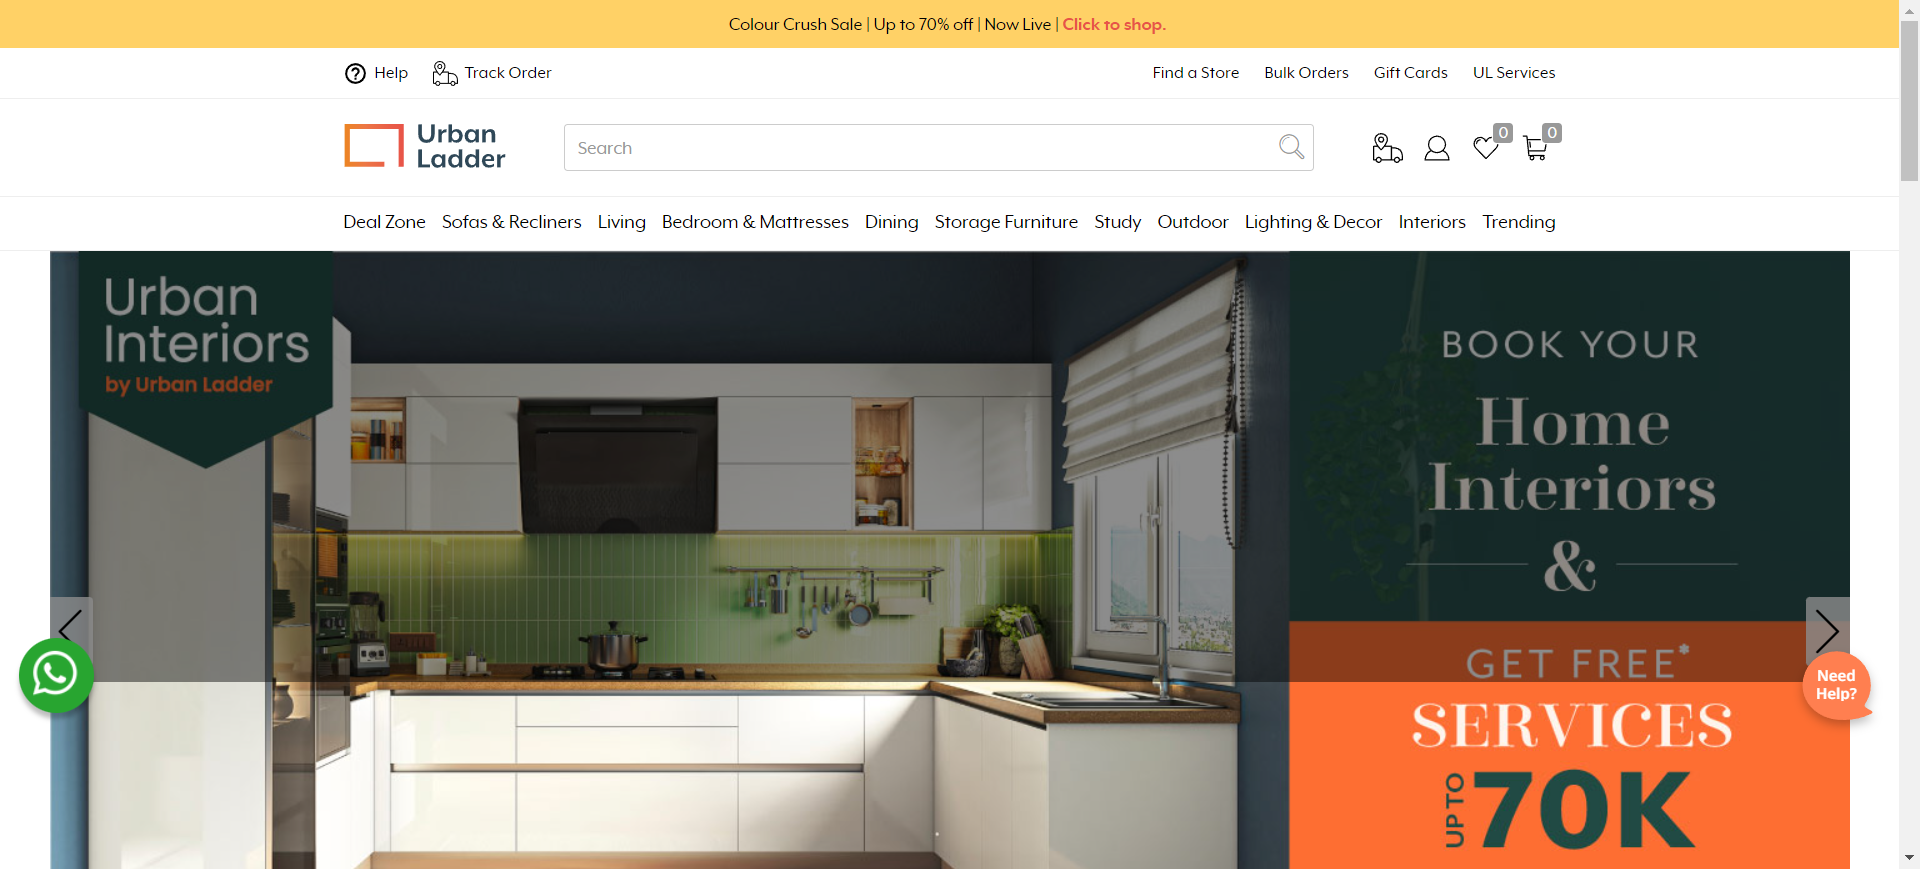 Colour Crush Sale | Up to 70% off | Now Live | Click to shop.
Help Track Order Find a Store Bulk Orders Gift Cards UL Services
Urban
Ladder
Search
0 0
Deal Zone Sofas & Recliners Living Bedroom & Mattresses Dining Storage Furniture Study Outdoor Lighting & Decor Interiors Trending
Urban
Interiors
by Urban Ladder
BOOK YOUR
Home
Interiors
&
GET FREE*
SERVICES
UP TO 70K
Need
Help?